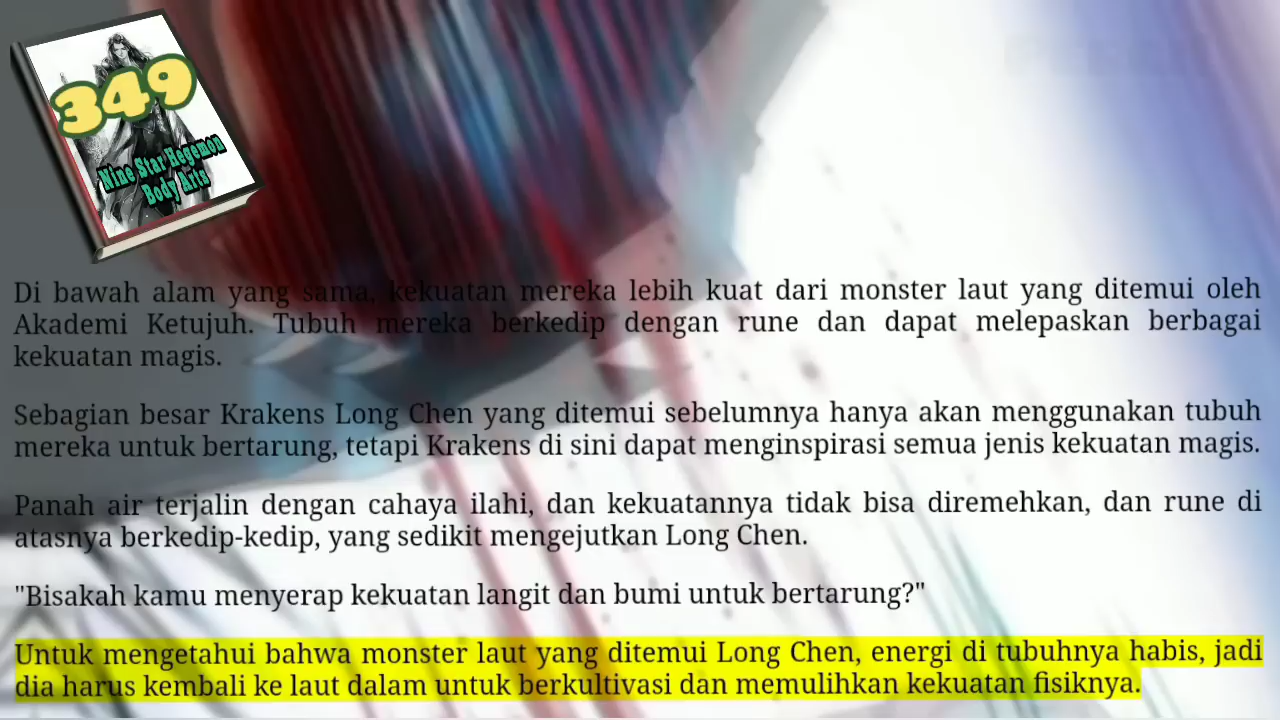 349
Nine Star Hegemon
Body Arts
Di bawah alam yang sama, kekuatan mereka lebih kuat dari monster laut yang ditemui oleh
Akademi Ketujuh. Tubuh mereka berkedip dengan rune dan dapat melepaskan berbagai
kekuatan magis.
Sebagian besar Krakens Long Chen yang ditemui sebelumnya hanya akan menggunakan tubuh
mereka untuk bertarung, tetapi Krakens di sini dapat menginspirasi semua jenis kekuatan magis.
Panah air terjalin dengan cahaya ilahi, dan kekuatannya tidak bisa diremehkan, dan rune di
atasnya berkedip-kedip, yang sedikit mengejutkan Long Chen.
"Bisakah kamu menyerap kekuatan langit dan bumi untuk bertarung?"
Untuk mengetahui bahwa monster laut yang ditemui Long Chen, energi di tubuhnya habis, jadi
dia harus kembali ke laut dalam untuk berkultivasi dan memulihkan kekuatan fisiknya.